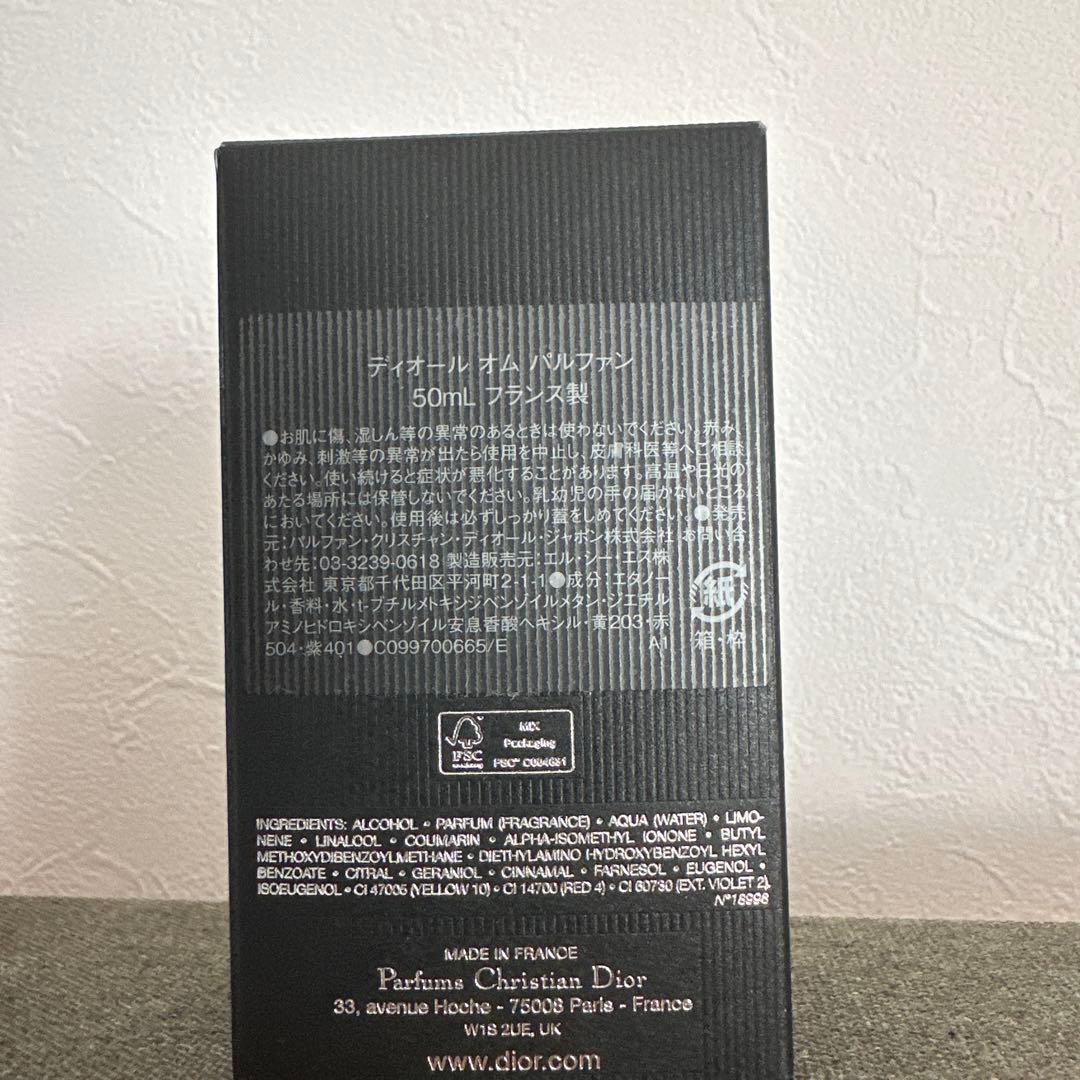 ディオール オム パルファン
50mL フランス製
●お肌に傷、湿しん等の異常のあるときは使わないでください。赤み、
かゆみ、刺激等の異常が出たら使用を中止し、皮膚科医等へご相談
ください。使い続けると症状が悪化することがあります。高温や日光の
あたる場所には保管しないでください。乳幼児の手の届かないところ
においてください。使用後は必ずしっかり蓋をしめてください。●発売
元:パルファン・クリスチャン・ディオール・ジャポン株式会社 お問い合
わせ先:03-3239-0618 製造販売元:エル・シー・エス株
式会社 東京都千代田区平河町2-1-1●成分:エタノー
ル・香料・水・t-ブチルメトキシジベンゾイルメタン・ジエチル
アミノヒドロキシベンゾイル安息香酸ヘキシル・黄203・赤
504・紫401●C099700665/E A1
紙
箱・枠
FSC
MIX
Packaging
FSC™ C004651
INGREDIENTS: ALCOHOL • PARFUM (FRAGRANCE) • AQUA (WATER) • LIMO-
NENE • LINALOOL • COUMARIN • ALPHA-ISOMETHYL IONONE • BUTYL
METHOXYDIBENZOYLMETHANE • DIETHYLAMINO HYDROXYBENZOYL HEXYL
BENZOATE • CITRAL • GERANIOL • CINNAMAL • FARNESOL • EUGENOL •
ISOEUGENOL • CI 47005 (YELLOW 10) • CI 14700 (RED 4) • CI 60730 (EXT. VIOLET 2).
N°18998
MADE IN FRANCE
Parfums Christian Dior
33, avenue Hoche - 75008 Paris - France
W1S 2UE, UK
www.dior.com